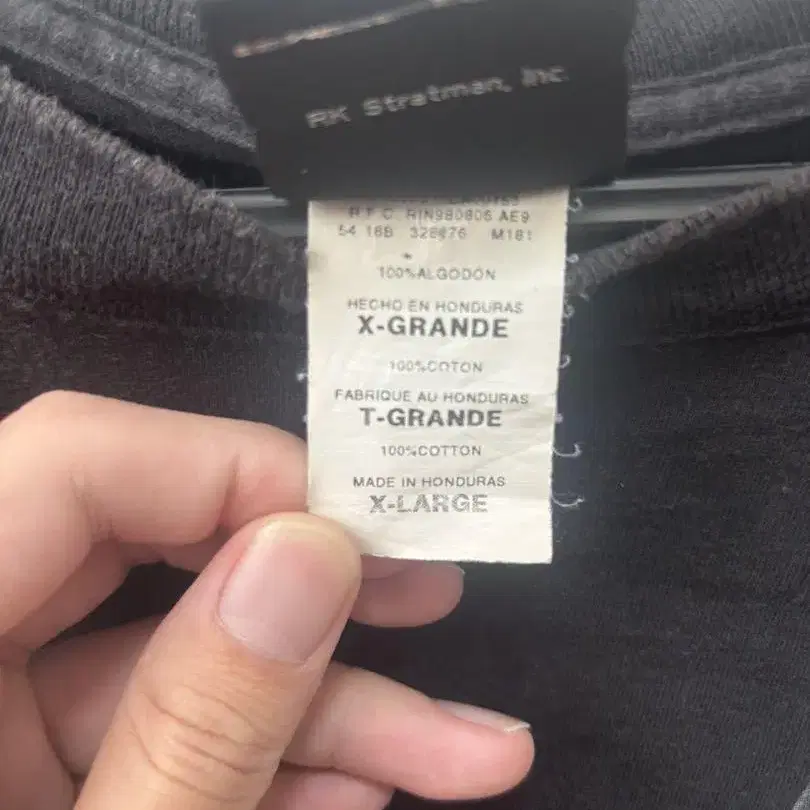 RK Stratman, Inc.
R.F.C. RIN980806 AE9
54 16B 328676 M181
100%ALGODÓN
HECHO EN HONDURAS
X-GRANDE
100%COTON
FABRIQUE AU HONDURAS
T-GRANDE
100%COTTON
MADE IN HONDURAS
X-LARGE